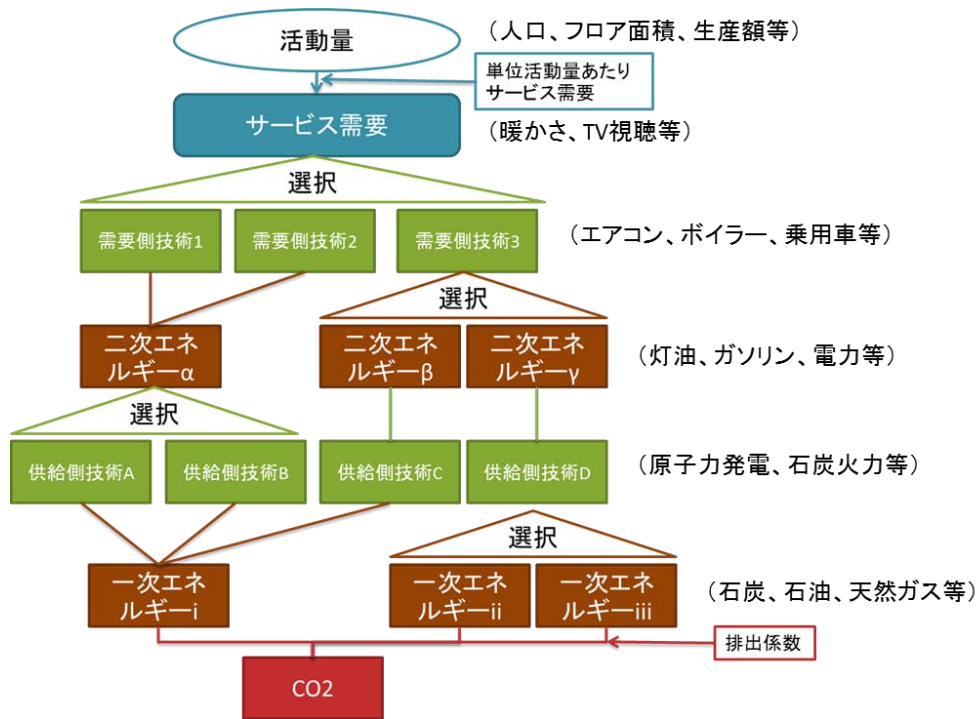 活動量
（人口、フロア面積、生産額等）
単位活動量あたり
サービス需要
サービス需要
（暖かさ、TV視聴等）
選択
需要側技術1
需要側技術2
需要側技術3
（エアコン、ボイラー、乗用車等）
選択
二次エネ
ルギーα
二次エネ
ルギーβ
二次エネ
ルギーγ
（灯油、ガソリン、電力等）
選択
供給側技術A
供給側技術B
供給側技術C
供給側技術D
（原子力発電、石炭火力等）
選択
一次エネ
ルギーi
一次エネ
ルギーii
一次エネ
ルギーiii
（石炭、石油、天然ガス等）
排出係数
CO2